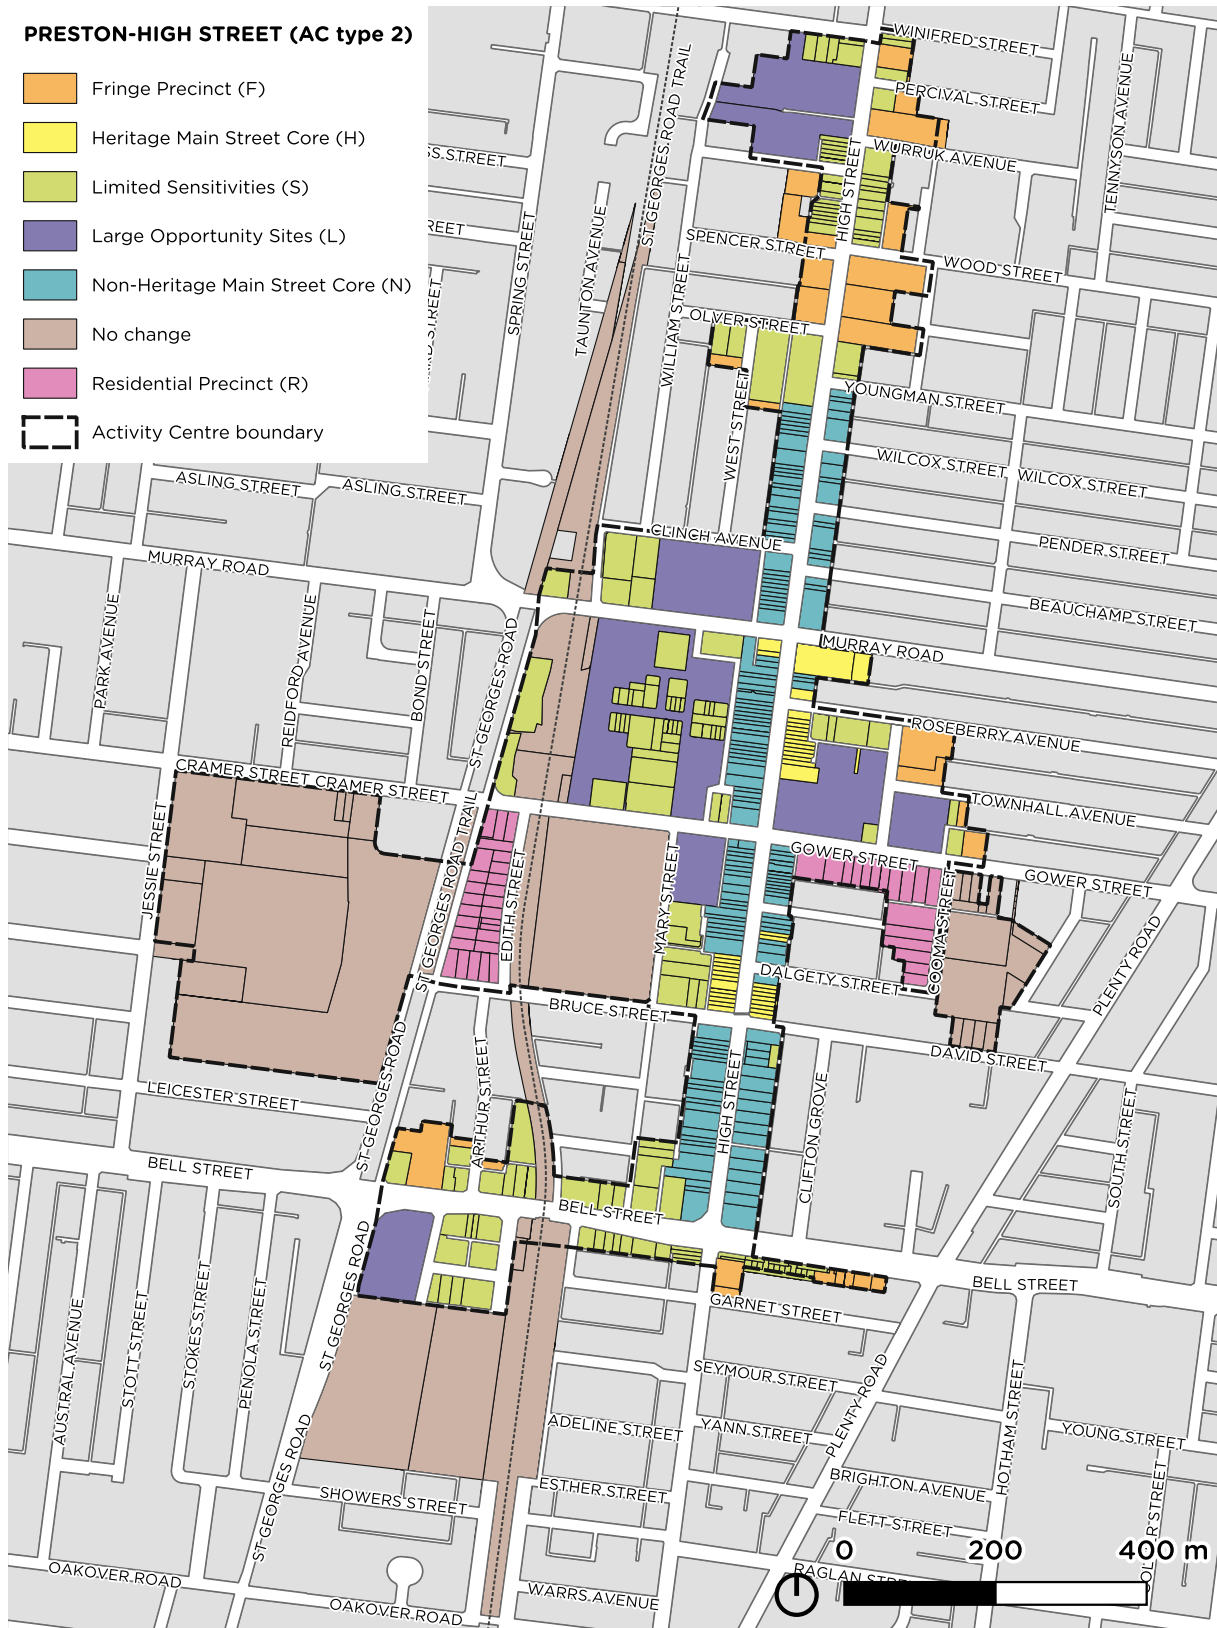 PRESTON-HIGH STREET (AC type 2)
Fringe Precinct (F)
Heritage Main Street Core (H)
Limited Sensitivities (S)
Large Opportunity Sites (L)
Non-Heritage Main Street Core (N)
No change
Residential Precinct (R)
Activity Centre boundary
WINIFRED STREET
PERCIVAL STREET
WURRUK AVENUE
TENNYSON AVENUE
ST GEORGES ROAD TRAIL
SS STREET
REET
HIGH STREET
SPRING STREET
TAUNTON AVENUE
WILLIAM STREET
SPENCER STREET
WOOD STREET
OLVER STREET
YOUNGMAN STREET
WEST STREET
WILCOX STREET
WILCOX STREET
ASLING STREET
ASLING STREET
CLINCH AVENUE
PENDER STREET
MURRAY ROAD
BEAUCHAMP STREET
PARK AVENUE
REIDFORD AVENUE
BOND STREET
ST GEORGES ROAD
MURRAY ROAD
ROSEBERRY AVENUE
CRAMER STREET
CRAMER STREET
TOWNHALL AVENUE
JESSIE STREET
ST GEORGES ROAD TRAIL
EDITH STREET
MARY STREET
GOWER STREET
GOWER STREET
COOMA STREET
PLENTY ROAD
DALGETY STREET
BRUCE STREET
DAVID STREET
ST GEORGES ROAD
ARTHUR STREET
HIGH STREET
CLIFTON GROVE
LEICESTER STREET
SOUTH STREET
BELL STREET
BELL STREET
BELL STREET
GARNET STREET
ST GEORGES ROAD
AUSTRAL AVENUE
STOTT STREET
STOKES STREET
PENOLA STREET
SEYMOUR STREET
PLENTY ROAD
HOTHAM STREET
ADELINE STREET
YANN STREET
YOUNG STREET
ST GEORGES ROAD
SHOWERS STREET
ESTHER STREET
BRIGHTON AVENUE
FLETT STREET
RAGLAN
OAKOVER ROAD
OAKOVER ROAD
WARRS AVENUE
0 200 400 m